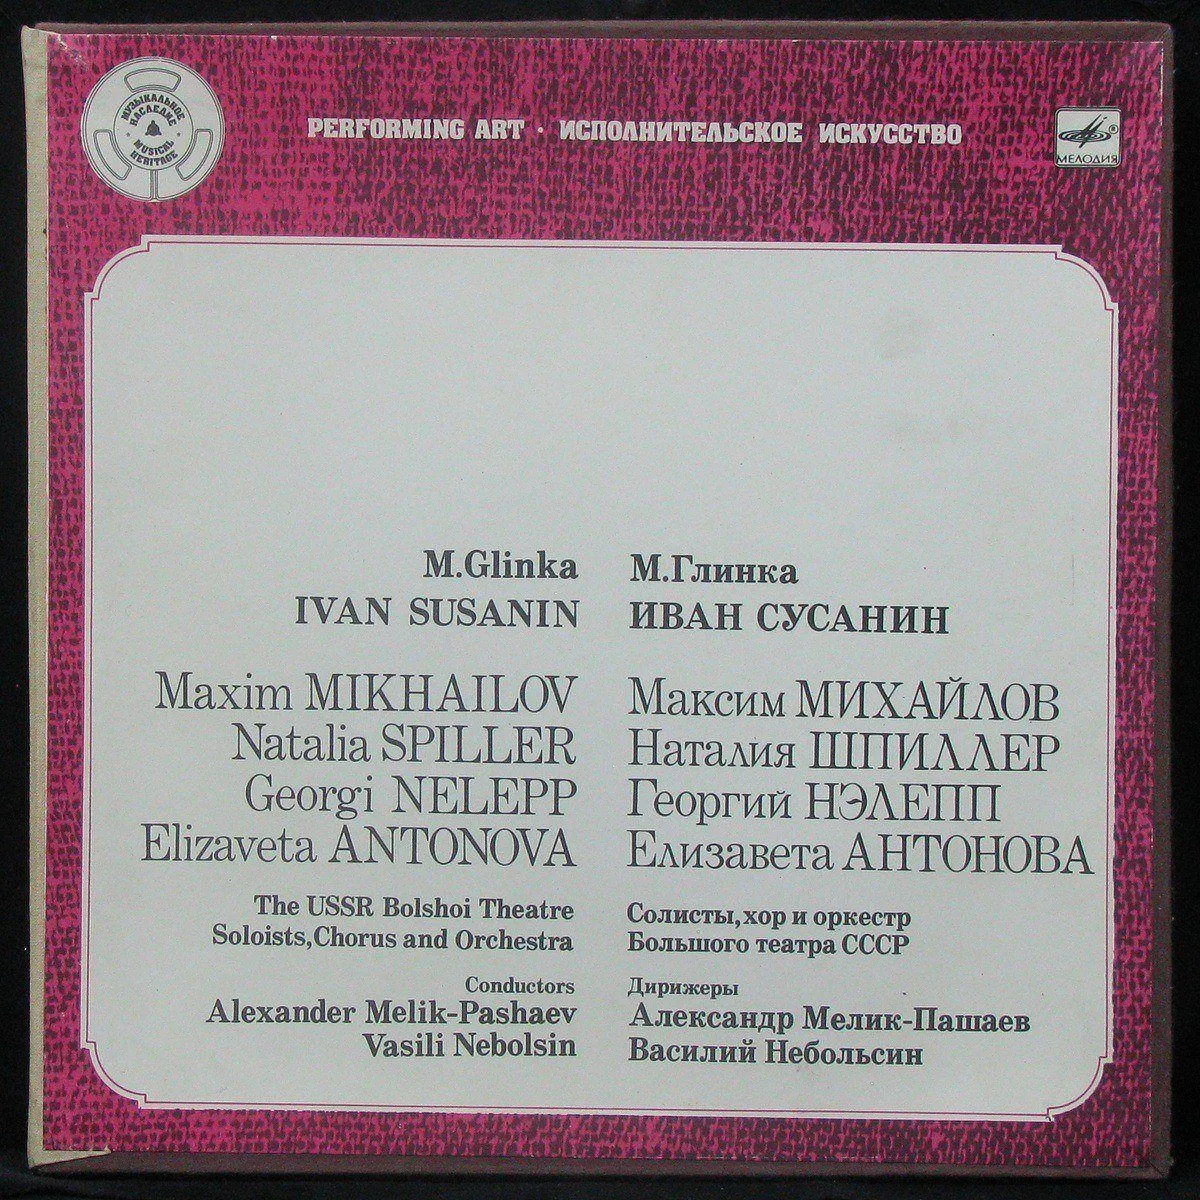 МУЗЫКАЛЬНОЕ
НАСЛЕДИЕ
MUSICAL
HERITAGE
PERFORMING ART · ИСПОЛНИТЕЛЬСКОЕ ИСКУССТВО
®
МЕЛОДИЯ
M.Glinka
IVAN SUSANIN
Maxim MIKHAILOV
Natalia SPILLER
Georgi NELEPP
Elizaveta ANTONOVA
The USSR Bolshoi Theatre
Soloists, Chorus and Orchestra
Conductors
Alexander Melik-Pashaev
Vasili Nebolsin
М.Глинка
ИВАН СУСАНИН
Максим МИХАЙЛОВ
Наталия ШПИЛЛЕР
Георгий НЭЛЕПП
Елизавета АНТОНОВА
Солисты, хор и оркестр
Большого театра СССР
Дирижеры
Александр Мелик-Пашаев
Василий Небольсин